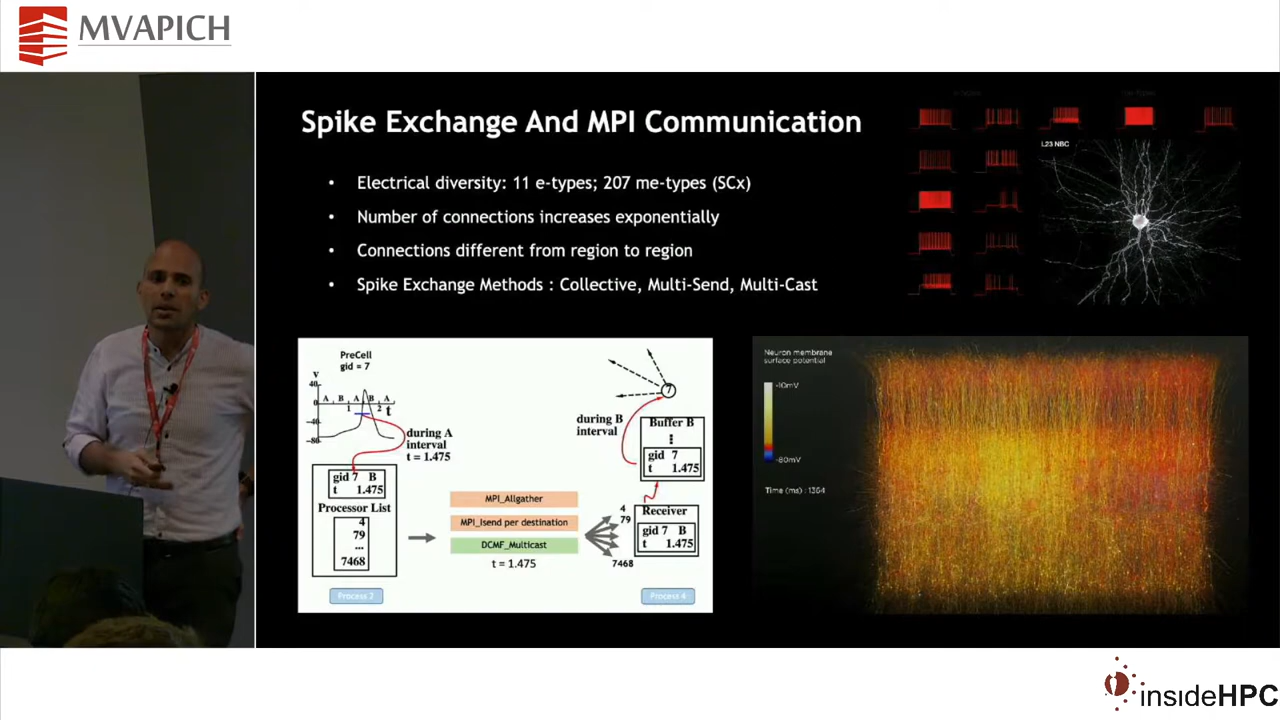 MVAPICH
Spike Exchange And MPI Communication
• Electrical diversity: 11 e-types; 207 me-types (SCx)
• Number of connections increases exponentially
• Connections different from region to region
• Spike Exchange Methods : Collective, Multi-Send, Multi-Cast
L23 NBC
PreCell
gid = 7
V
40
0
-40
-80
A B A B A
1 2 t
during A
interval
t = 1.475
gid 7 B
t 1.475
Processor List
4
79
...
7468
Process 2
MPI_Allgather
MPI_Isend per destination
DCMF_Multicast
t = 1.475
4
79
7468
7
during B
interval
Buffer B
gid 7
t 1.475
Receiver
gid 7 B
t 1.475
Process 4
Neuron membrane
surface potential
-10mV
-80mV
Time (ms) : 1364
insideHPC